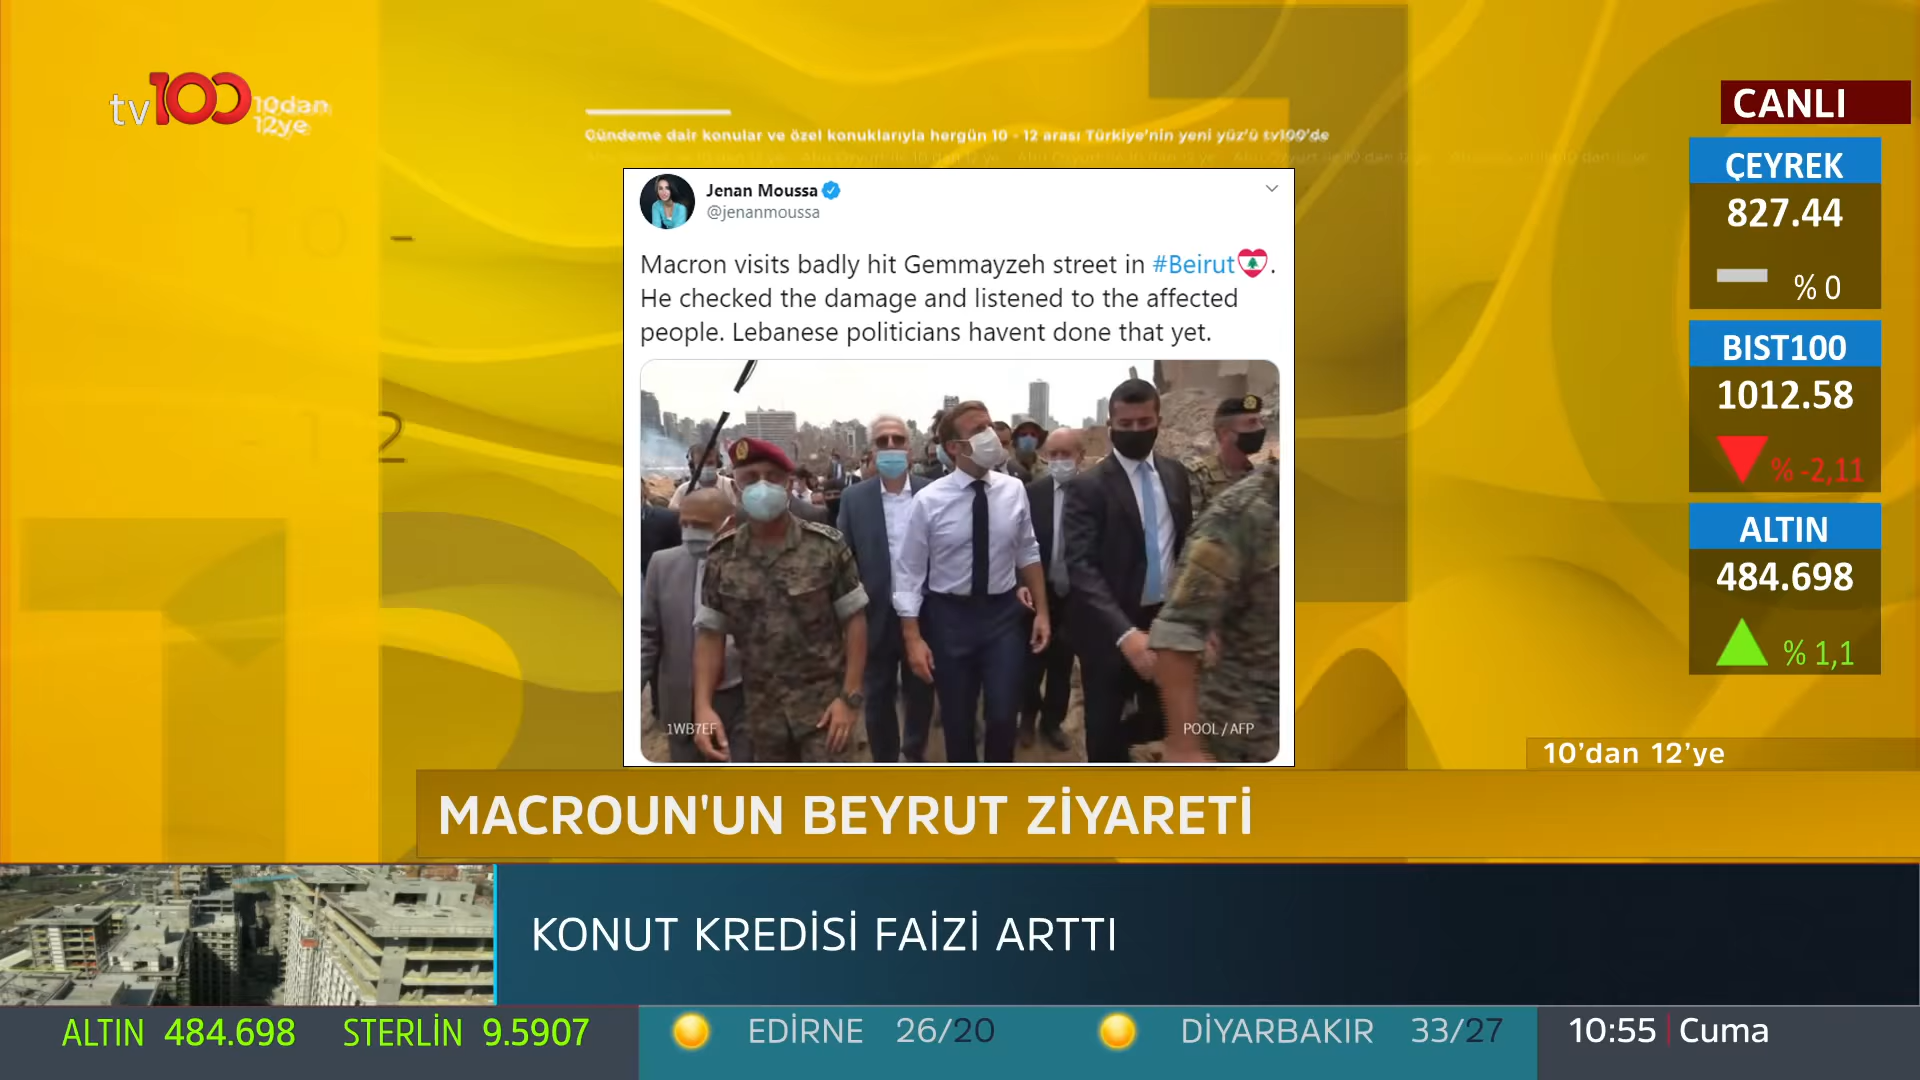 tv100 10dan
12ye
Gündeme dair konular ve özel konuklarıyla hergün 10 - 12 arası Türkiye'nin yeni yüz'ü tv100'de
CANLI
ÇEYREK
827.44
% 0
BIST100
1012.58
% -2,11
ALTIN
484.698
% 1,1
Jenan Moussa
@jenanmoussa
Macron visits badly hit Gemmayzeh street in #Beirut.
He checked the damage and listened to the affected
people. Lebanese politicians havent done that yet.
1WB7EF
POOL / AFP
10'dan 12'ye
MACROUN'UN BEYRUT ZİYARETİ
KONUT KREDİSİ FAİZİ ARTTI
ALTIN 484.698 STERLİN 9.5907
EDİRNE 26/20
DİYARBAKIR 33/27
10:55 Cuma